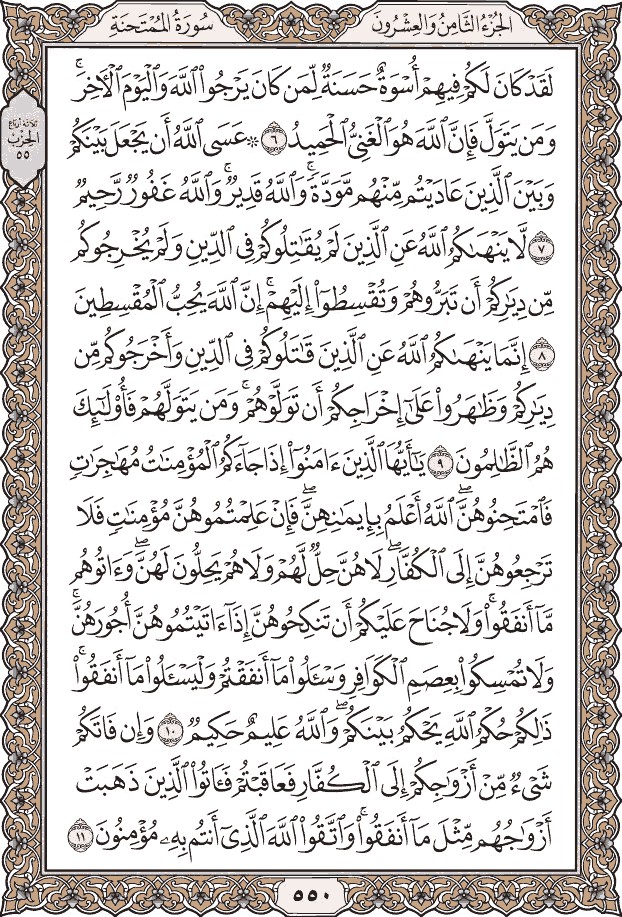 الجُزْءُ الثَّامِنُ وَالعِشْرُونَ
سُورَةُ المُمْتَحنَةِ
ثلاثة أرباع
الحزب
٥٥
لَقَدْ كَانَ لَكُمْ فِيهِمْ أُسْوَةٌ حَسَنَةٌ لِّمَن كَانَ يَرْجُواْ ٱللَّهَ وَٱلْيَوْمَ ٱلْأٓخِرَۚ
وَمَن يَتَوَلَّ فَإِنَّ ٱللَّهَ هُوَ ٱلْغَنِىُّ ٱلْحَمِيدُ ٦ ۞ عَسَى ٱللَّهُ أَن يَجْعَلَ بَيْنَكُمْ
وَبَيْنَ ٱلَّذِينَ عَادَيْتُم مِّنْهُم مَّوَدَّةًۚ وَٱللَّهُ قَدِيرٌۚ وَٱللَّهُ غَفُورٌ رَّحِيمٌ
٧ لَّا يَنْهَىٰكُمُ ٱللَّهُ عَنِ ٱلَّذِينَ لَمْ يُقَٰتِلُوكُمْ فِى ٱلدِّينِ وَلَمْ يُخْرِجُوكُم
مِّن دِيَٰرِكُمْ أَن تَبَرُّوهُمْ وَتُقْسِطُوٓاْ إِلَيْهِمْۚ إِنَّ ٱللَّهَ يُحِبُّ ٱلْمُقْسِطِينَ
٨ إِنَّمَا يَنْهَىٰكُمُ ٱللَّهُ عَنِ ٱلَّذِينَ قَٰتَلُوكُمْ فِى ٱلدِّينِ وَأَخْرَجُوكُم مِّن
دِيَٰرِكُمْ وَظَٰهَرُواْ عَلَىٰٓ إِخْرَاجِكُمْ أَن تَوَلَّوْهُمْۚ وَمَن يَتَوَلَّهُمْ فَأُوْلَٰٓئِكَ
هُمُ ٱلظَّٰلِمُونَ ٩ يَٰٓأَيُّهَا ٱلَّذِينَ ءَامَنُوٓاْ إِذَا جَآءَكُمُ ٱلْمُؤْمِنَٰتُ مُهَٰجِرَٰتٍ
فَٱمْتَحِنُوهُنَّۖ ٱللَّهُ أَعْلَمُ بِإِيمَٰنِهِنَّۖ فَإِنْ عَلِمْتُمُوهُنَّ مُؤْمِنَٰتٍ فَلَا
تَرْجِعُوهُنَّ إِلَى ٱلْكُفَّارِۖ لَا هُنَّ حِلٌّ لَّهُمْ وَلَا هُمْ يَحِلُّونَ لَهُنَّۖ وَءَاتُوهُم
مَّآ أَنفَقُواْۚ وَلَا جُنَاحَ عَلَيْكُمْ أَن تَنكِحُوهُنَّ إِذَآ ءَاتَيْتُمُوهُنَّ أُجُورَهُنَّۚ
وَلَا تُمْسِكُواْ بِعِصَمِ ٱلْكَوَافِرِ وَسْـَٔلُواْ مَآ أَنفَقْتُمْ وَلْيَسْـَٔلُواْ مَآ أَنفَقُواْۚ
ذَٰلِكُمْ حُكْمُ ٱللَّهِ يَحْكُمُ بَيْنَكُمْۖ وَٱللَّهُ عَلِيمٌ حَكِيمٌ ١٠ وَإِن فَاتَكُمْ
شَىْءٌ مِّنْ أَزْوَٰجِكُمْ إِلَى ٱلْكُفَّارِ فَعَاقَبْتُمْ فَـَٔاتُواْ ٱلَّذِينَ ذَهَبَتْ
أَزْوَٰجُهُم مِّثْلَ مَآ أَنفَقُواْۚ وَٱتَّقُواْ ٱللَّهَ ٱلَّذِىٓ أَنتُم بِهِۦ مُؤْمِنُونَ ١١
٥٥٠